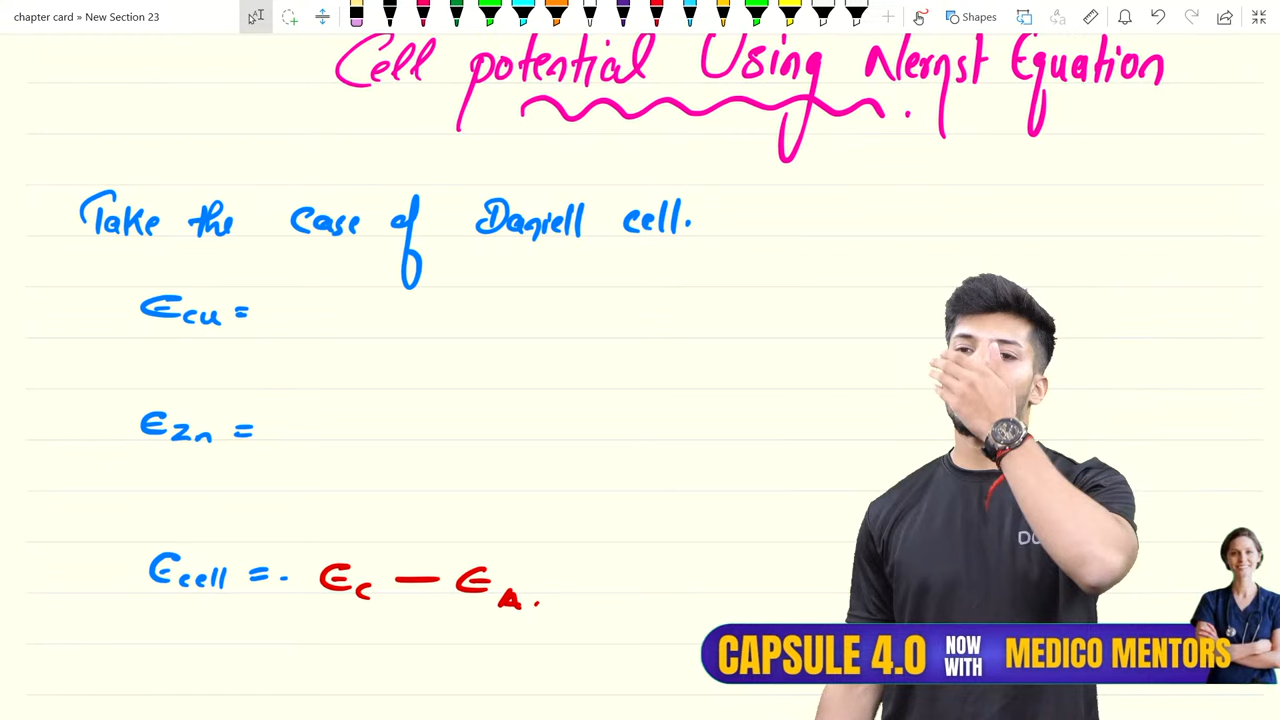 chapter card » New Section 23
Shapes
Cell potential Using Nernst Equation
Take the case of Daniell cell.
ECu =
EZn =
Ecell = . EC — EA.
CAPSULE 4.0 NOW WITH MEDICO MENTORS